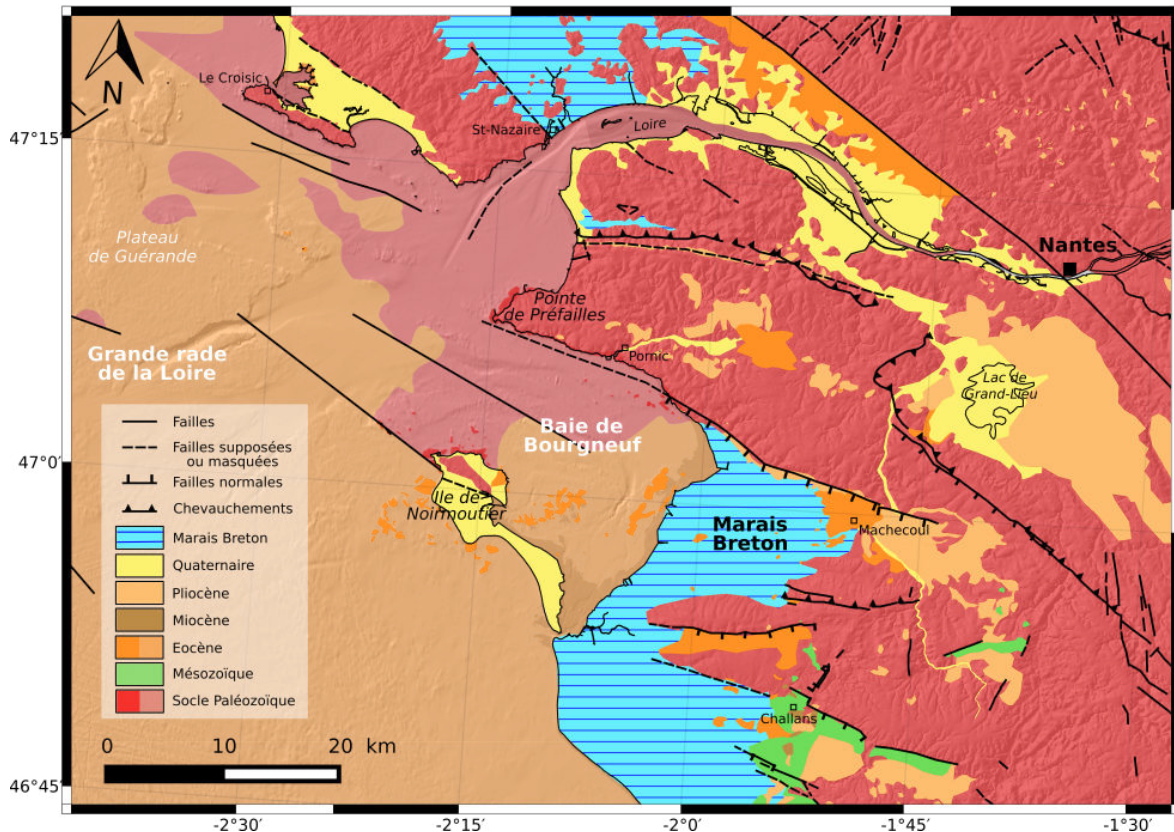 N
Le Croisic
St-Nazaire
Loire
47°15'
Plateau
de Guérande
Nantes
Pointe
de Préfailles
Grande rade
de la Loire
Pornic
Lac de
Grand-Lieu
Baie de
Bourgneuf
47°0'
Ile de
Noirmoutier
Marais
Breton
Machecoul
Challans
Failles
Failles supposées
ou masquées
Failles normales
Chevauchements
Marais Breton
Quaternaire
Pliocène
Miocène
Eocène
Mésozoïque
Socle Paléozoïque
0 10 20 km
46°45'
-2°30' -2°15' -2°0' -1°45' -1°30'